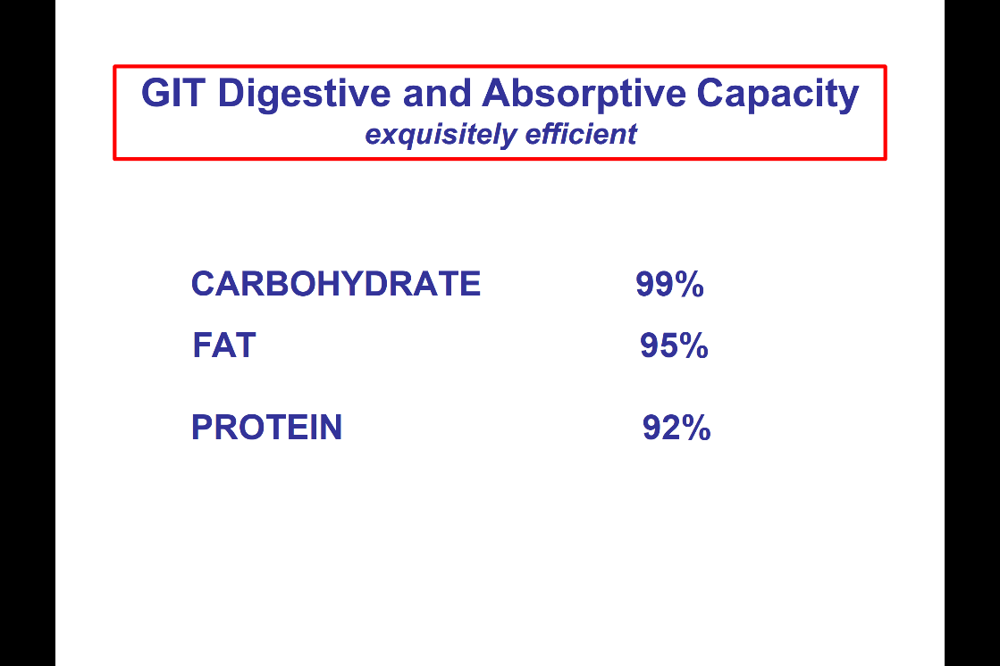 GIT Digestive and Absorptive Capacity
exquisitely efficient
CARBOHYDRATE 99%
FAT 95%
PROTEIN 92%